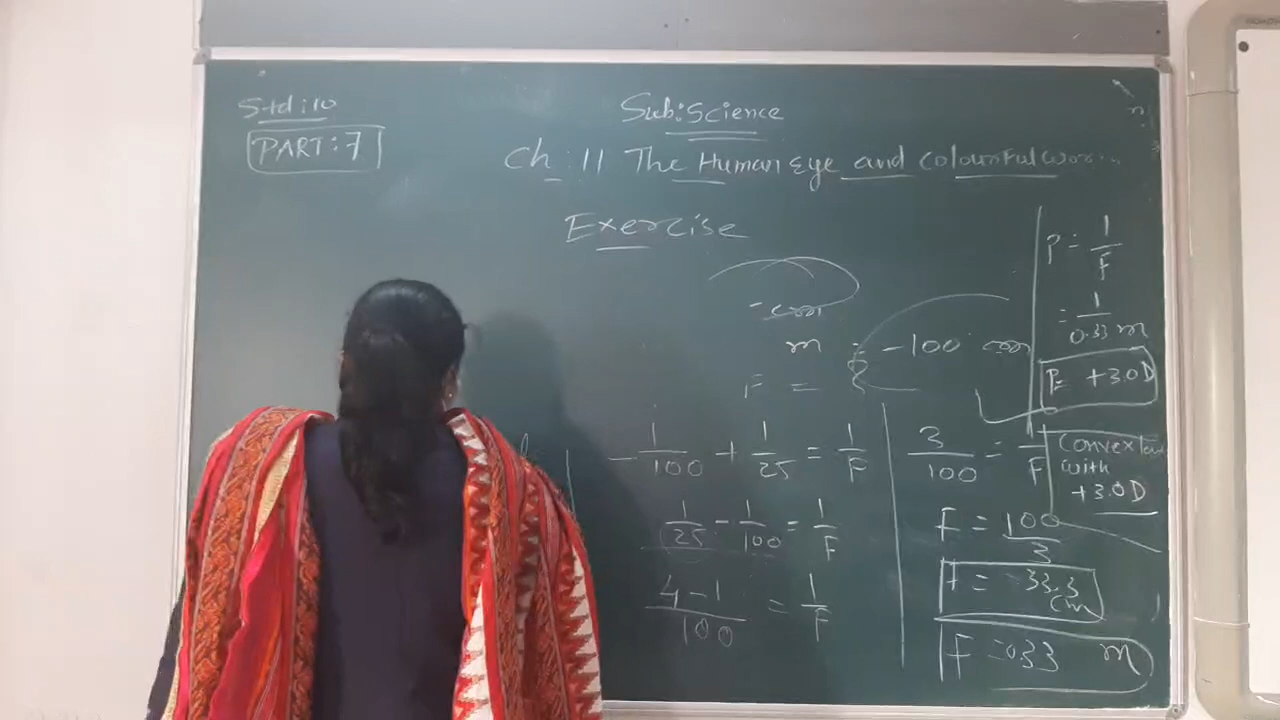 Std:10
PART:7
Sub:Science
Ch:11 The Human eye and colourful
Exercise
- cm
m = -100 cm
F =
- 1/100 + 1/25 = 1/F
1/25 - 1/100 = 1/F
4-1/100 = 1/F
3/100 = 1/F
F = 100/3
F = 33.3 cm
F = 0.33 m
P = 1/F
= 1/0.33 m
P= +3.0D
Convex
with
+3.0D